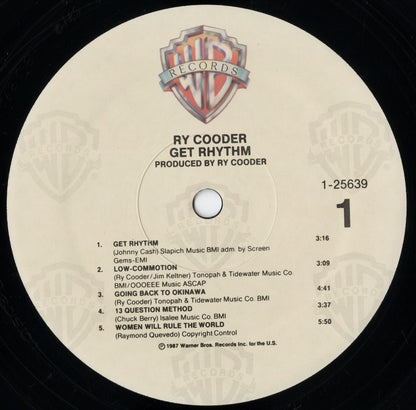 WB
RECORDS
RY COODER
GET RHYTHM
PRODUCED BY RY COODER
1-25639
1
1. GET RHYTHM 3:16
(Johnny Cash) Slapich Music BMI adm. by Screen
Gems-EMI
2. LOW-COMMOTION 3:09
(Ry Cooder/Jim Keltner) Tonopah & Tidewater Music Co.
BMI/OOOEEE Music ASCAP
3. GOING BACK TO OKINAWA 4:41
(Ry Cooder) Tonopah & Tidewater Music Co. BMI
4. 13 QUESTION METHOD 3:37
(Chuck Berry) Isalee Music Co. BMI
5. WOMEN WILL RULE THE WORLD 5:50
(Raymond Quevedo) Copyright Control
℗1987 Warner Bros. Records Inc. for the U.S.